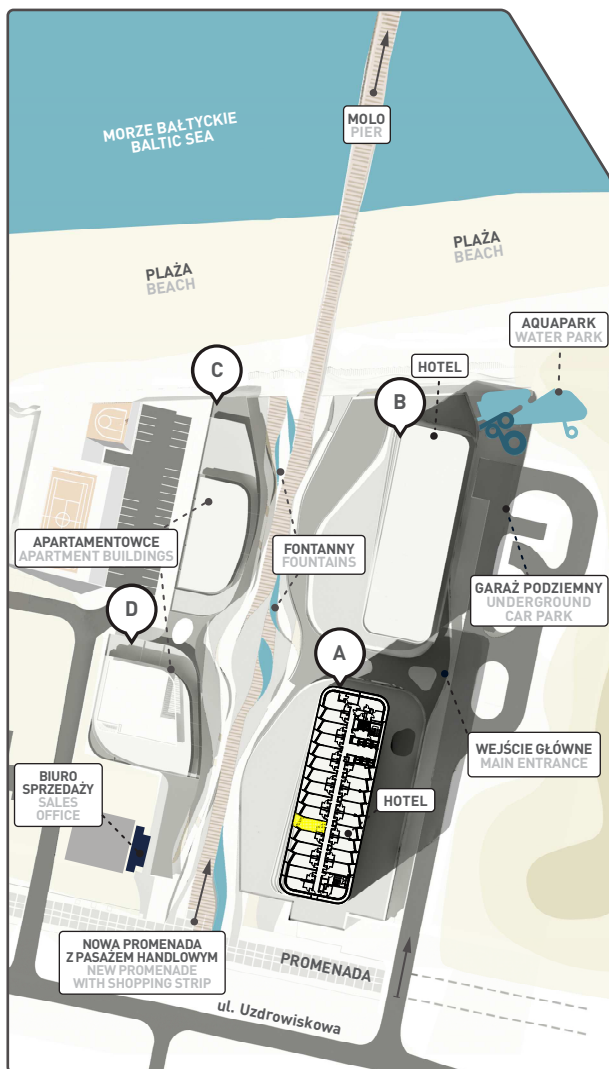 MOLO
PIER
MORZE BAŁTYCKIE
BALTIC SEA
PLAŻA
BEACH
PLAŻA
BEACH
AQUAPARK
WATER PARK
HOTEL
C
B
APARTAMENTOWCE
APARTMENT BUILDINGS
FONTANNY
FOUNTAINS
GARAŻ PODZIEMNY
UNDERGROUND
CAR PARK
D
A
WEJŚCIE GŁÓWNE
MAIN ENTRANCE
BIURO
SPRZEDAŻY
SALES
OFFICE
HOTEL
NOWA PROMENADA
Z PASAŻEM HANDLOWYM
NEW PROMENADE
WITH SHOPPING STRIP
PROMENADA
ul. Uzdrowiskowa